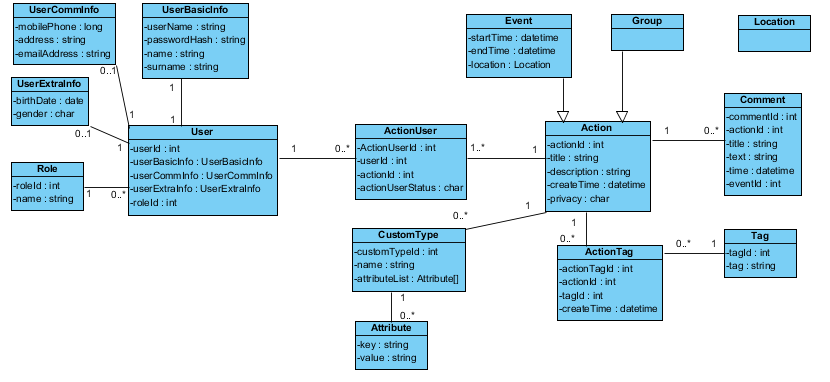 UserCommInfo
-mobilePhone : long
-address : string
-emailAddress : string
UserBasicInfo
-userName : string
-passwordHash : string
-name : string
-surname : string
Event
-startTime : datetime
-endTime : datetime
-location : Location
Group
Location
0..1
1
UserExtraInfo
-birthDate : date
-gender : char
0..1
1
1
1
User
-userId : int
-userBasicInfo : UserBasicInfo
-userCommInfo : UserCommInfo
-userExtraInfo : UserExtraInfo
-roleId : int
Role
-roleId : int
-name : string
1
0..*
1
0..*
ActionUser
-ActionUserId : int
-userId : int
-actionId : int
-actionUserStatus : char
1..*
1
Action
-actionId : int
-title : string
-description : string
-createTime : datetime
-privacy : char
1
0..*
Comment
-commentId : int
-actionId : int
-title : string
-text : string
-time : datetime
-eventId : int
1
0..*
CustomType
-customTypeId : int
-name : string
-attributeList : Attribute[]
1
0..*
Attribute
-key : string
-value : string
1
0..*
ActionTag
-actionTagId : int
-actionId : int
-tagId : int
-createTime : datetime
0..*
1
Tag
-tagId : int
-tag : string